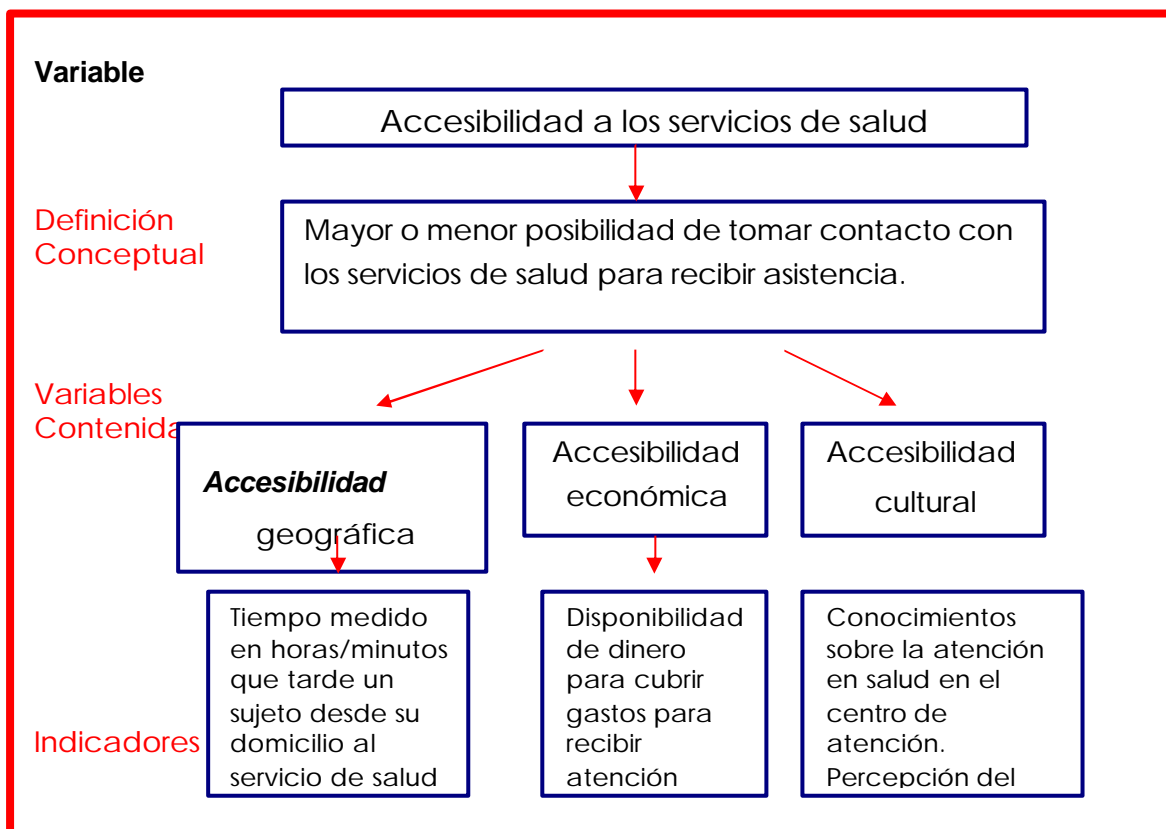 Variable
Accesibilidad a los servicios de salud
Definición
Conceptual
Mayor o menor posibilidad de tomar contacto con
los servicios de salud para recibir asistencia.
Variables
Contenida
Accesibilidad
geográfica
Accesibilidad
económica
Accesibilidad
cultural
Indicadores
Tiempo medido
en horas/minutos
que tarde un
sujeto desde su
domicilio al
servicio de salud
Disponibilidad
de dinero
para cubrir
gastos para
recibir
atención
Conocimientos
sobre la atención
en salud en el
centro de
atención.
Percepción del